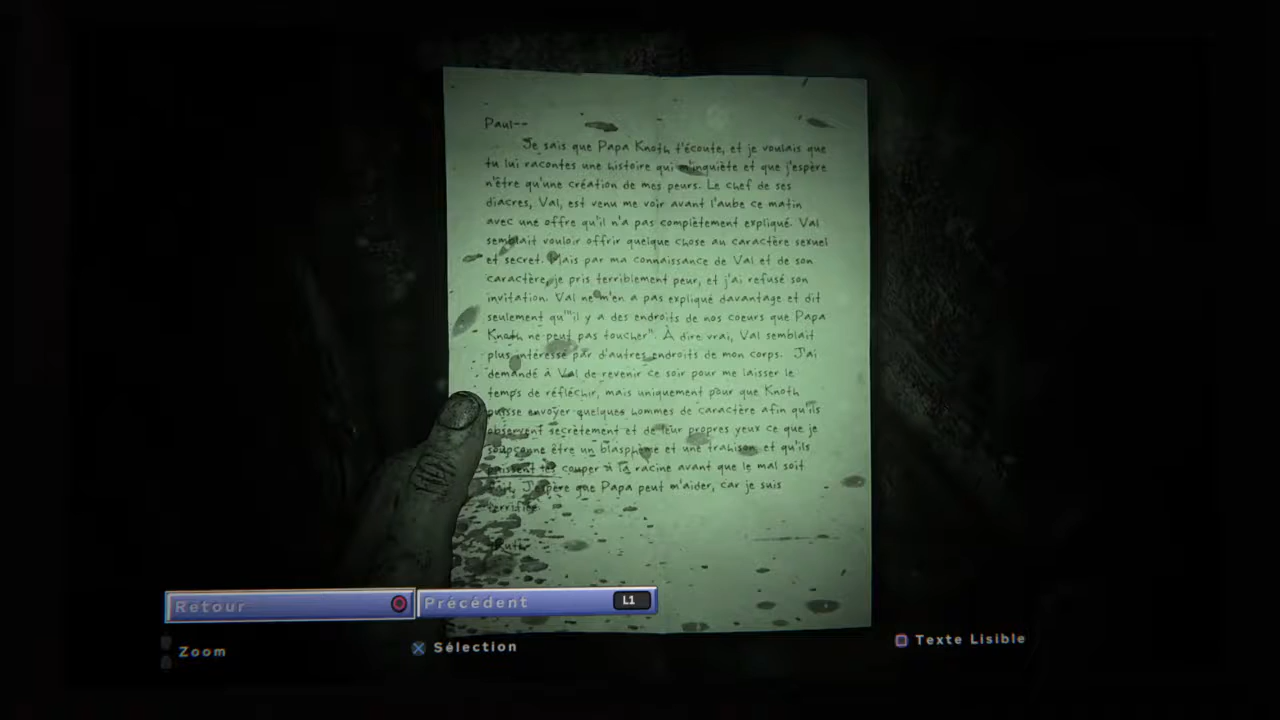 Paul--
Je sais que Papa Knoth t'écoute, et je voulais que
tu lui racontes une histoire qui m'inquiète et que j'espère
n'être qu'une création de mes peurs. Le chef de ses
diacres, Val, est venu me voir avant l'aube ce matin
avec une offre qu'il n'a pas complètement expliqué. Val
semblait vouloir offrir quelque chose au caractère sexuel
et secret. Mais par ma connaissance de Val et de son
caractère, je pris terriblement peur, et j'ai refusé son
invitation. Val ne m'en a pas expliqué davantage et dit
seulement qu'"il y a des endroits de nos coeurs que Papa
Knoth ne peut pas toucher". À dire vrai, Val semblait
plus intéressé par d'autres endroits de mon corps. J'ai
demandé à Val de revenir ce soir pour me laisser le
temps de réfléchir, mais uniquement pour que Knoth
puisse envoyer quelques hommes de caractère afin qu'ils
observent secrètement et de leur propres yeux ce que je
soupçonne être un blasphème et une trahison et qu'ils
puissent les couper à la racine avant que le mal soit
fait. J'espère que Papa peut m'aider, car je suis
terrifiée.
Ruth
Retour
Précédent L1
Zoom
Sélection
Texte Lisible